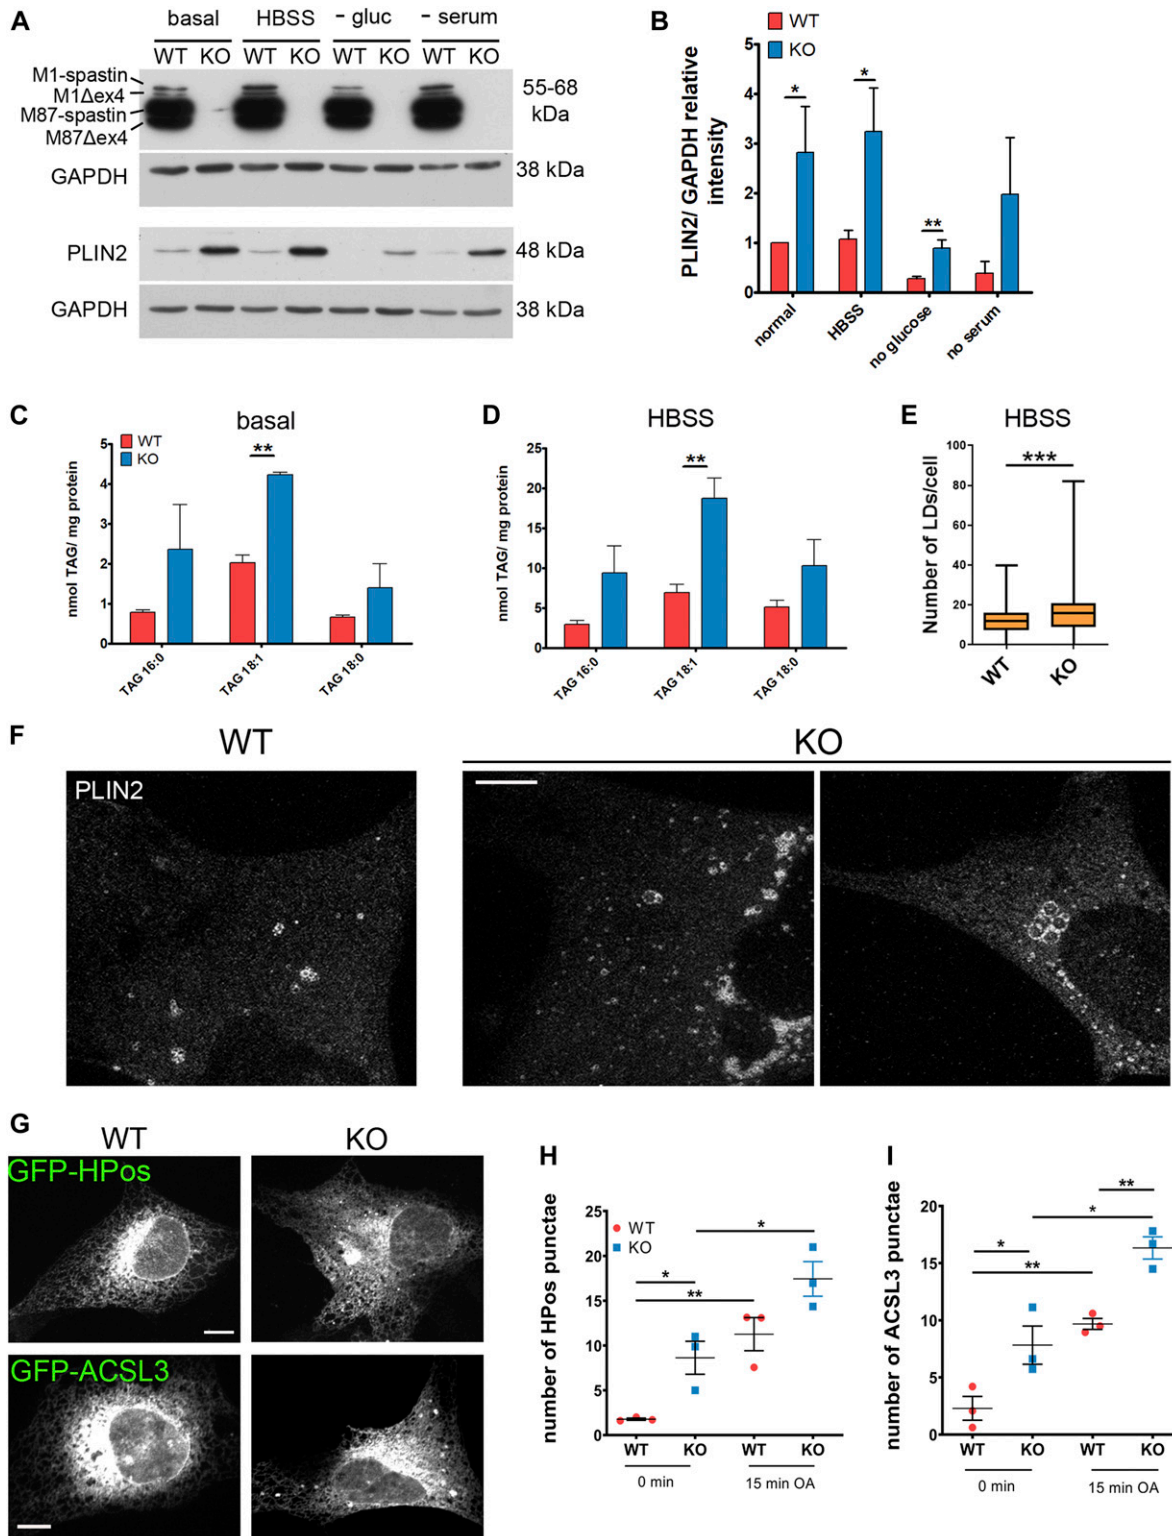 A
basal HBSS - gluc - serum
WT KO WT KO WT KO WT KO
M1-spastin
M1Δex4
M87-spastin
M87Δex4
55-68
kDa
GAPDH
38 kDa
PLIN2
48 kDa
GAPDH
38 kDa
B
WT
KO
PLIN2/ GAPDH relative
intensity
5
4
3
2
1
0
* * **
normal HBSS no glucose no serum
C
basal
WT
KO
**
nmol TAG/ mg protein
5
4
3
2
1
0
TAG 16:0 TAG 18:1 TAG 18:0
D
HBSS
**
nmol TAG/ mg protein
25
20
15
10
5
0
TAG 16:0 TAG 18:1 TAG 18:0
E
HBSS
***
Number of LDs/cell
100
80
60
40
20
0
WT KO
F
WT KO
PLIN2
G
WT KO
GFP-HPos
GFP-ACSL3
H
WT
KO
number of HPos punctae
25
20
15
10
5
0
* ** *
WT KO WT KO
0 min 15 min OA
I
number of ACSL3 punctae
20
15
10
5
0
* ** * **
WT KO WT KO
0 min 15 min OA